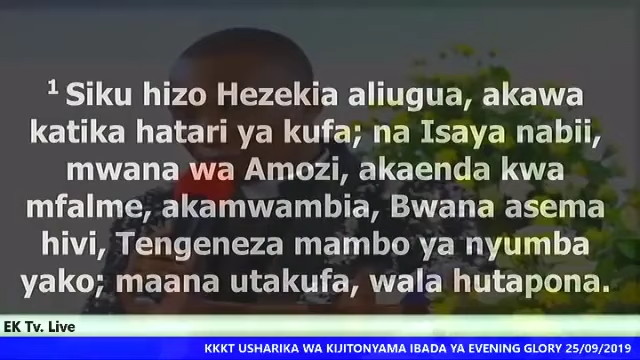 1 Siku hizo Hezekia aliugua, akawa
katika hatari ya kufa; na Isaya nabii,
mwana wa Amozi, akaenda kwa
mfalme, akamwambia, Bwana asema
hivi, Tengeneza mambo ya nyumba
yako; maana utakufa, wala hutapona.
EK Tv. Live
KKKT USHARIKA WA KIJITONYAMA IBADA YA EVENING GLORY 25/09/2019